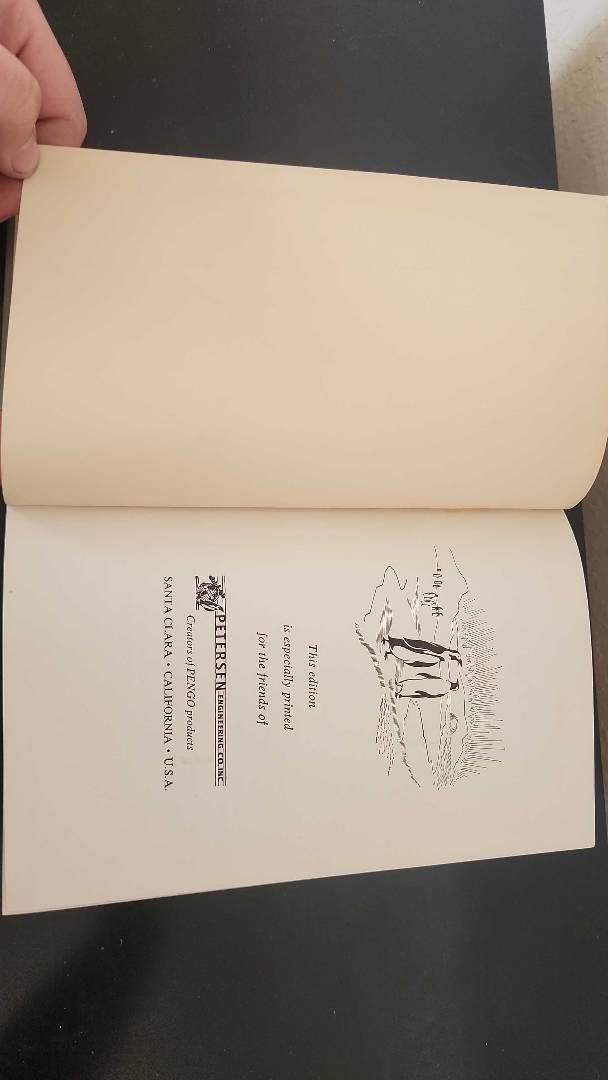 This edition
is especially printed
for the friends of
PETERSEN ENGINEERING CO. INC.
Creators of PENGO products
SANTA CLARA • CALIFORNIA • U.S.A.